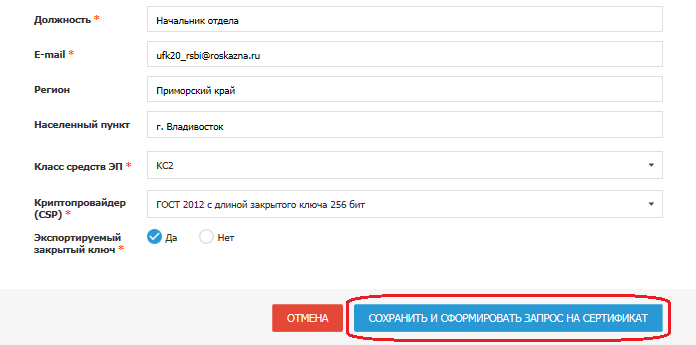 Должность * Начальник отдела
E-mail * ufk20_rsbi@roskazna.ru
Регион Приморский край
Населенный пункт г. Владивосток
Класс средств ЭП * КС2
Криптопровайдер
(CSP) * ГОСТ 2012 с длиной закрытого ключа 256 бит
Экспортируемый
закрытый ключ * Да Нет
ОТМЕНА СОХРАНИТЬ И СФОРМИРОВАТЬ ЗАПРОС НА СЕРТИФИКАТ